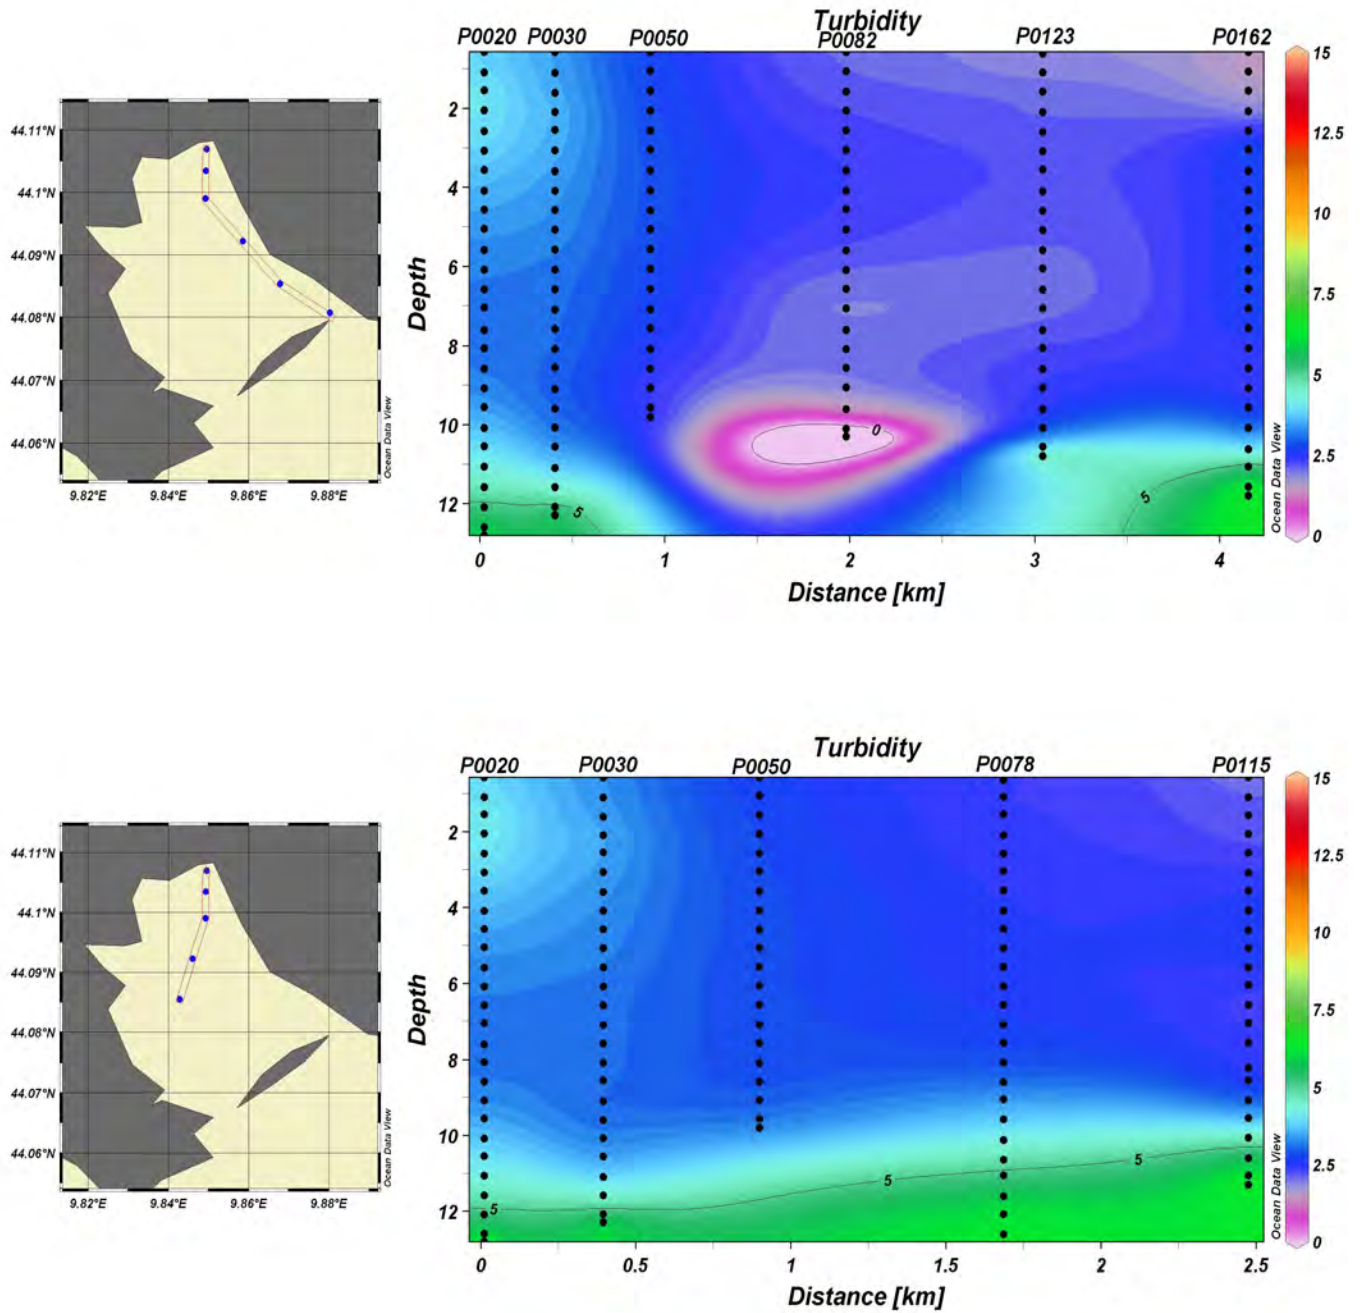 Turbidity
P0020 P0030 P0050 P0082 P0123 P0162
44.11°N
44.1°N
44.09°N
44.08°N
44.07°N
44.06°N
9.82°E 9.84°E 9.86°E 9.88°E
Ocean Data View
Depth
2
4
6
8
10
12
0
5
5
0 1 2 3 4
Distance [km]
Ocean Data View
15
12.5
10
7.5
5
2.5
0
Turbidity
P0020 P0030 P0050 P0078 P0115
44.11°N
44.1°N
44.09°N
44.08°N
44.07°N
44.06°N
9.82°E 9.84°E 9.86°E 9.88°E
Ocean Data View
Depth
2
4
6
8
10
12
5
5
5
0 0.5 1 1.5 2 2.5
Distance [km]
Ocean Data View
15
12.5
10
7.5
5
2.5
0